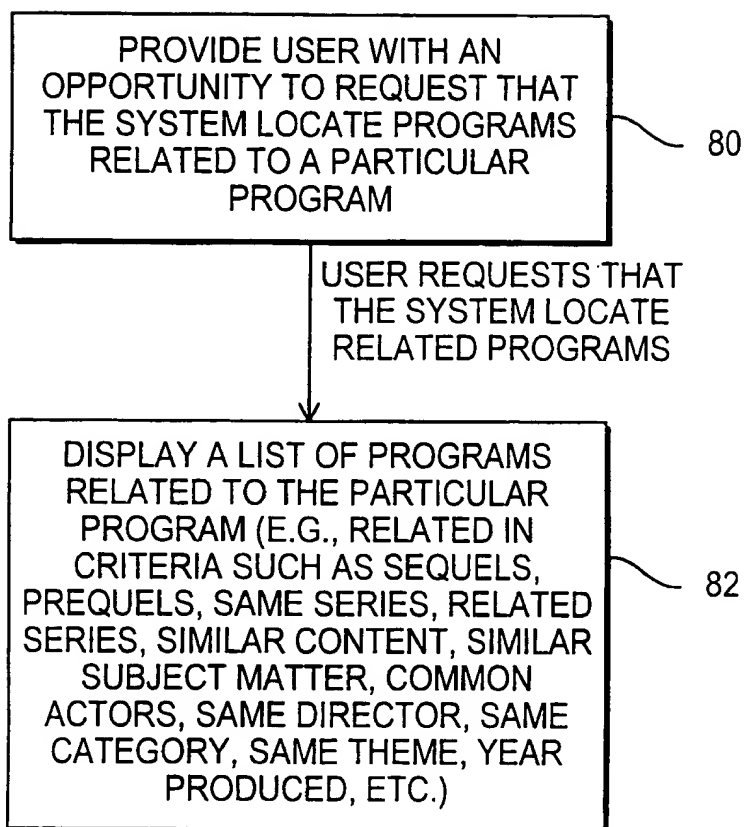 PROVIDE USER WITH AN
OPPORTUNITY TO REQUEST THAT
THE SYSTEM LOCATE PROGRAMS
RELATED TO A PARTICULAR
PROGRAM
80
USER REQUESTS THAT
THE SYSTEM LOCATE
RELATED PROGRAMS
DISPLAY A LIST OF PROGRAMS
RELATED TO THE PARTICULAR
PROGRAM (E.G., RELATED IN
CRITERIA SUCH AS SEQUELS,
PREQUELS, SAME SERIES, RELATED
SERIES, SIMILAR CONTENT, SIMILAR
SUBJECT MATTER, COMMON
ACTORS, SAME DIRECTOR, SAME
CATEGORY, SAME THEME, YEAR
PRODUCED, ETC.)
82